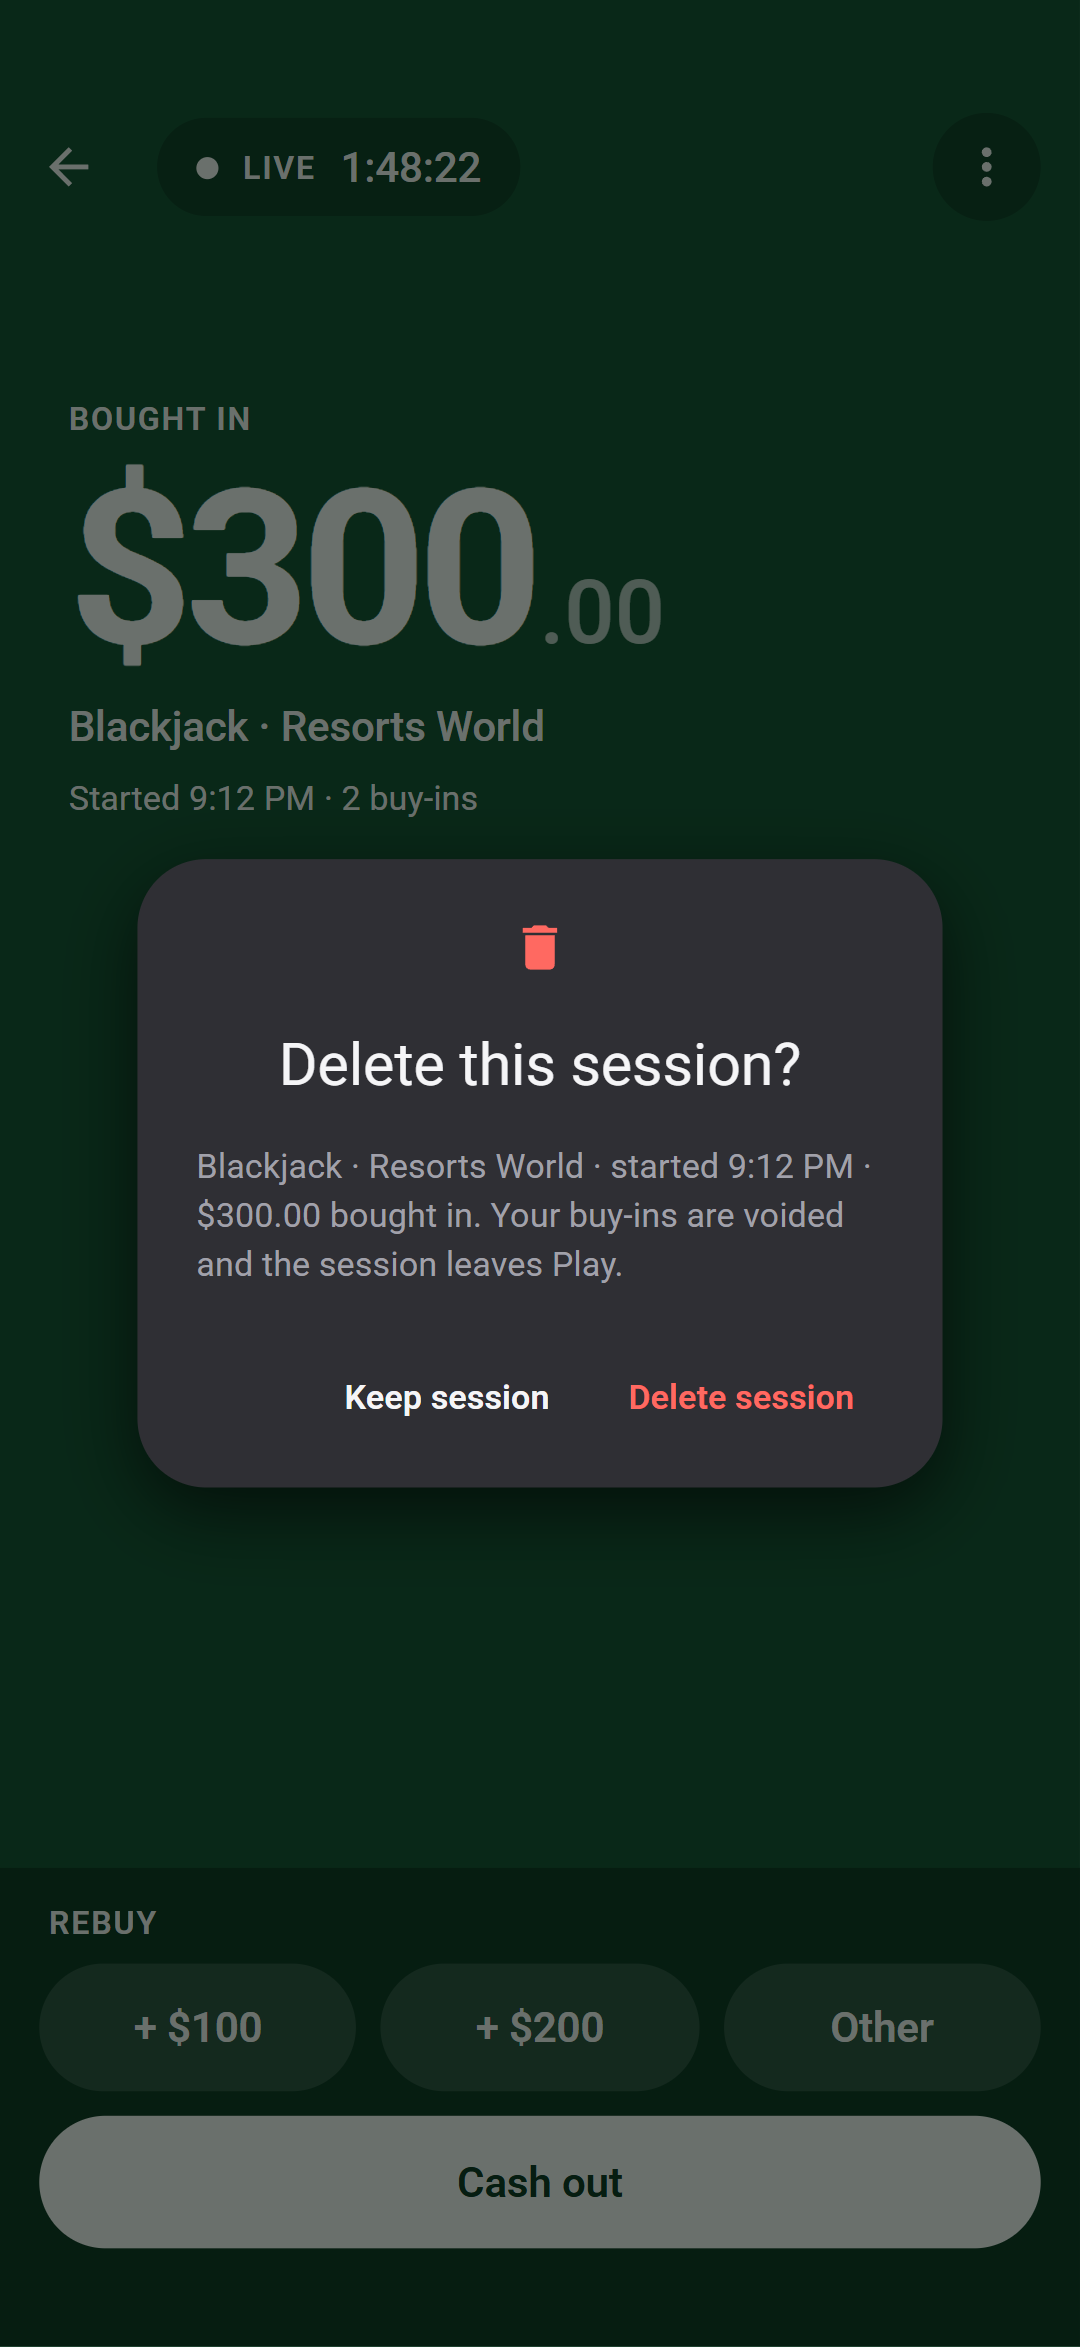 LIVE 1:48:22
BOUGHT IN
$300.00
Blackjack · Resorts World
Started 9:12 PM · 2 buy-ins
Delete this session?
Blackjack · Resorts World · started 9:12 PM ·
$300.00 bought in. Your buy-ins are voided
and the session leaves Play.
Keep session Delete session
REBUY
+ $100 + $200 Other
Cash out